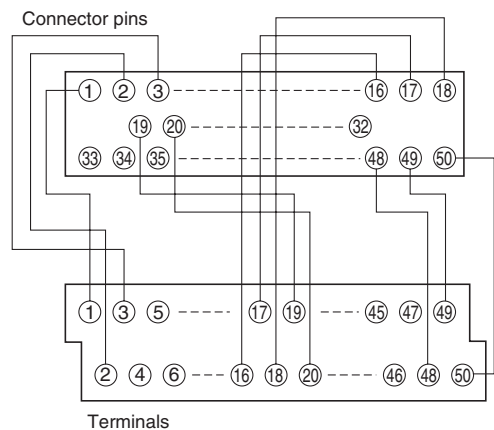 Connector pins
1 2 3 16 17 18
19 20 32
33 34 35 48 49 50
1 3 5 17 19 45 47 49
2 4 6 16 18 20 46 48 50
Terminals